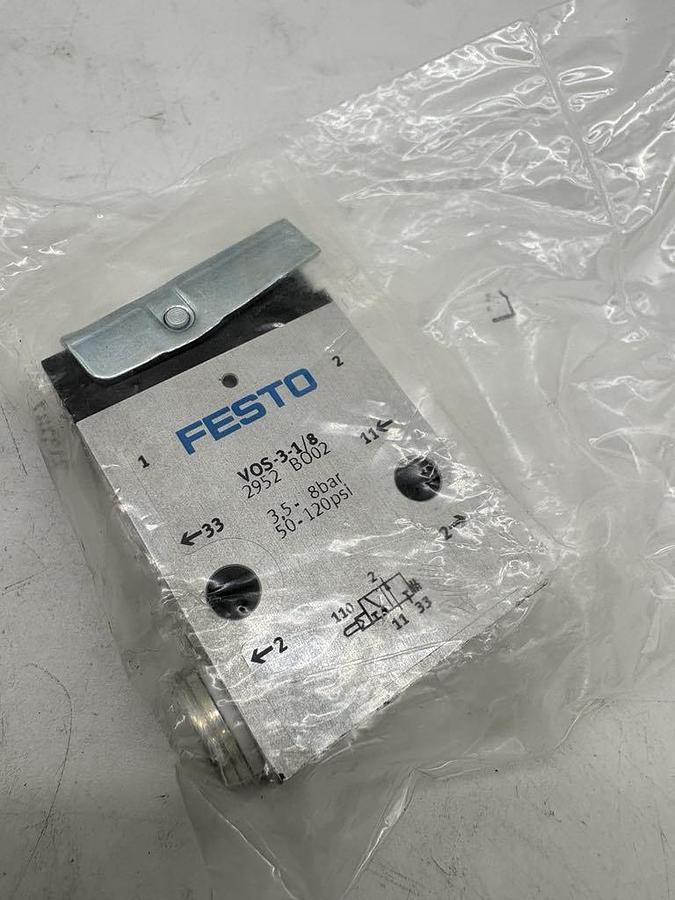 FESTO
2
1
VOS-3-1/8
2952 B002
11←
←33
3,5- 8bar
50-120psi
2→
←2
2
110
11 33